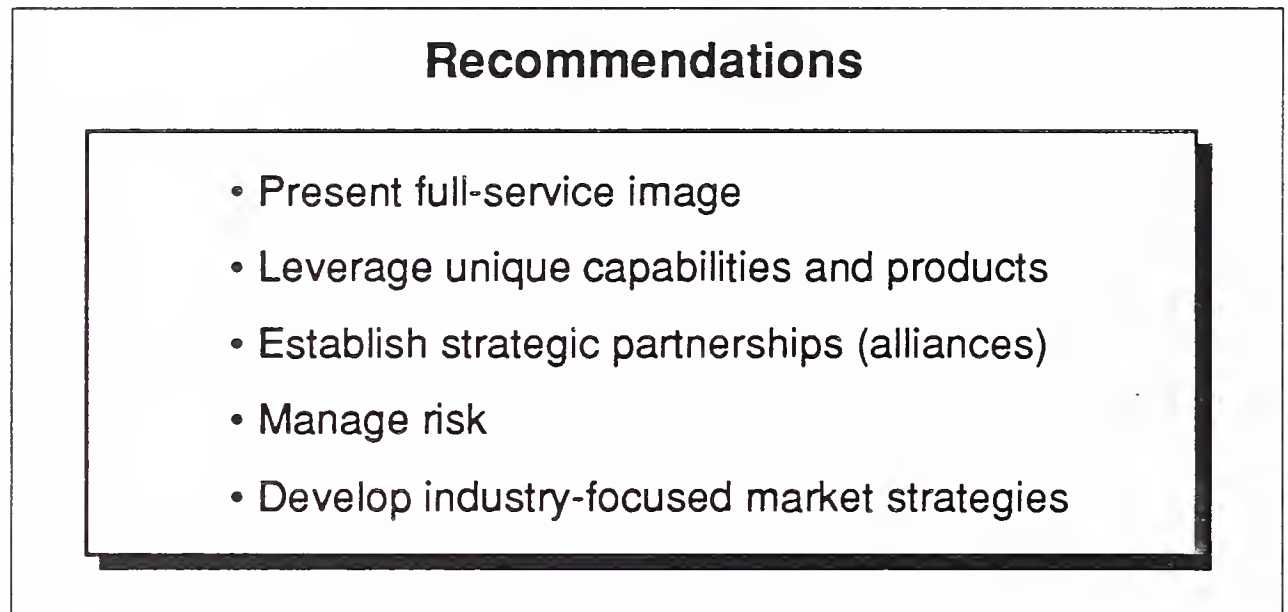 Recommendations
• Present full-service image
• Leverage unique capabilities and products
• Establish strategic partnerships (alliances)
• Manage risk
• Develop industry-focused market strategies